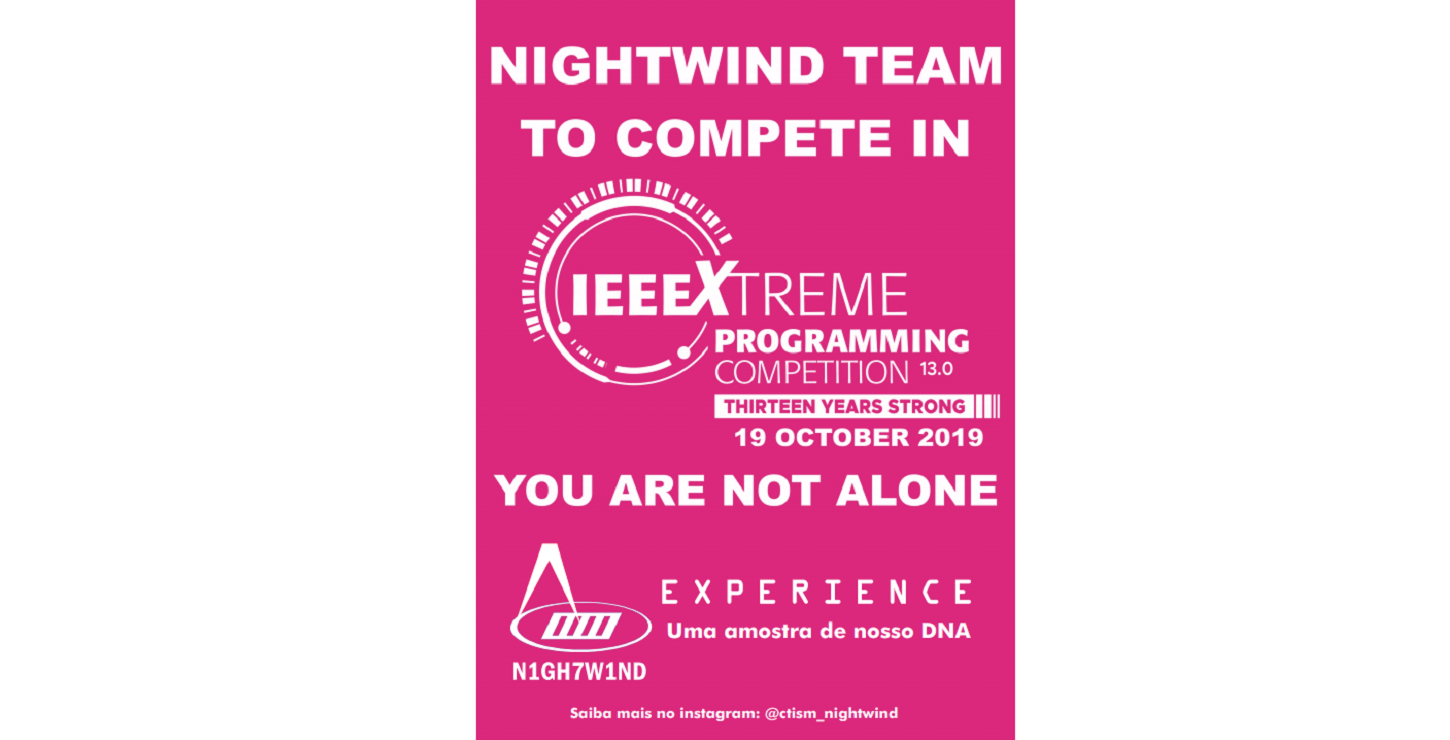 NIGHTWIND TEAM
TO COMPETE IN
IEEEXTREME
PROGRAMMING
COMPETITION 13.0
THIRTEEN YEARS STRONG
19 OCTOBER 2019
YOU ARE NOT ALONE
EXPERIENCE
Uma amostra de nosso DNA
N1GH7W1ND
Saiba mais no instagram: @ctism_nightwind